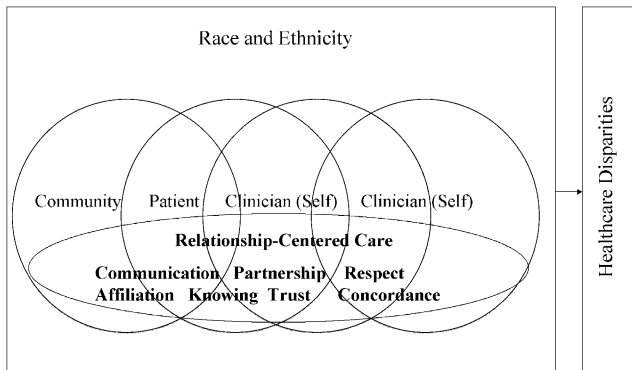 Race and Ethnicity
Community Patient Clinician (Self) Clinician (Self)
Relationship-Centered Care
Communication Partnership Respect
Affiliation Knowing Trust Concordance
Healthcare Disparities